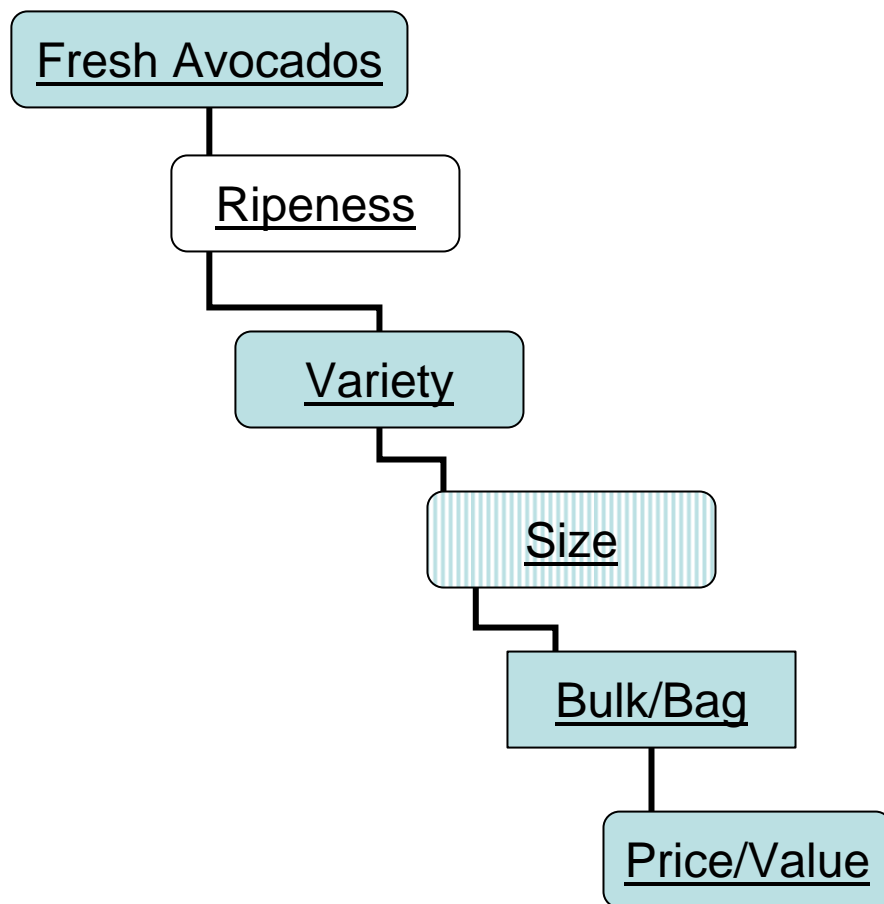 Fresh Avocados
Ripeness
Variety
Size
Bulk/Bag
Price/Value